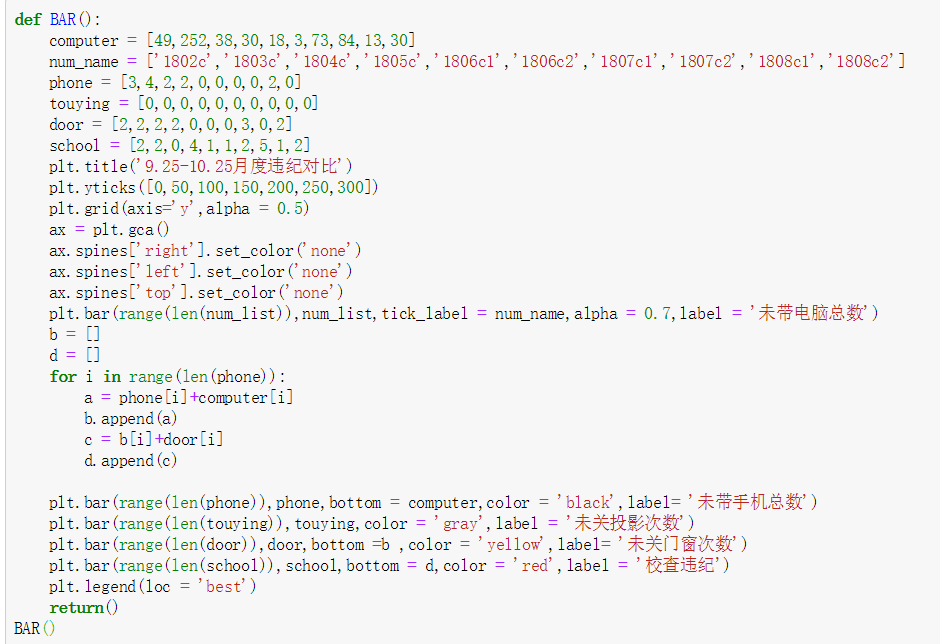 def BAR():
    computer = [49,252,38,30,18,3,73,84,13,30]
    num_name = ['1802c','1803c','1804c','1805c','1806c1','1806c2','1807c1','1807c2','1808c1','1808c2']
    phone = [3,4,2,2,0,0,0,0,2,0]
    touying = [0,0,0,0,0,0,0,0,0,0]
    door = [2,2,2,2,0,0,0,3,0,2]
    school = [2,2,0,4,1,1,2,5,1,2]
    plt.title('9.25-10.25月度违纪对比')
    plt.yticks([0,50,100,150,200,250,300])
    plt.grid(axis='y',alpha = 0.5)
    ax = plt.gca()
    ax.spines['right'].set_color('none')
    ax.spines['left'].set_color('none')
    ax.spines['top'].set_color('none')
    plt.bar(range(len(num_list)),num_list,tick_label = num_name,alpha = 0.7,label = '未带电脑总数')
    b = []
    d = []
    for i in range(len(phone)):
        a = phone[i]+computer[i]
        b.append(a)
        c = b[i]+door[i]
        d.append(c)
    plt.bar(range(len(phone)),phone,bottom = computer,color = 'black',label= '未带手机总数')
    plt.bar(range(len(touying)),touying,color = 'gray',label = '未关投影次数')
    plt.bar(range(len(door)),door,bottom =b ,color = 'yellow',label= '未关门窗次数')
    plt.bar(range(len(school)),school,bottom = d,color = 'red',label = '校查违纪')
    plt.legend(loc = 'best')
    return()
BAR()